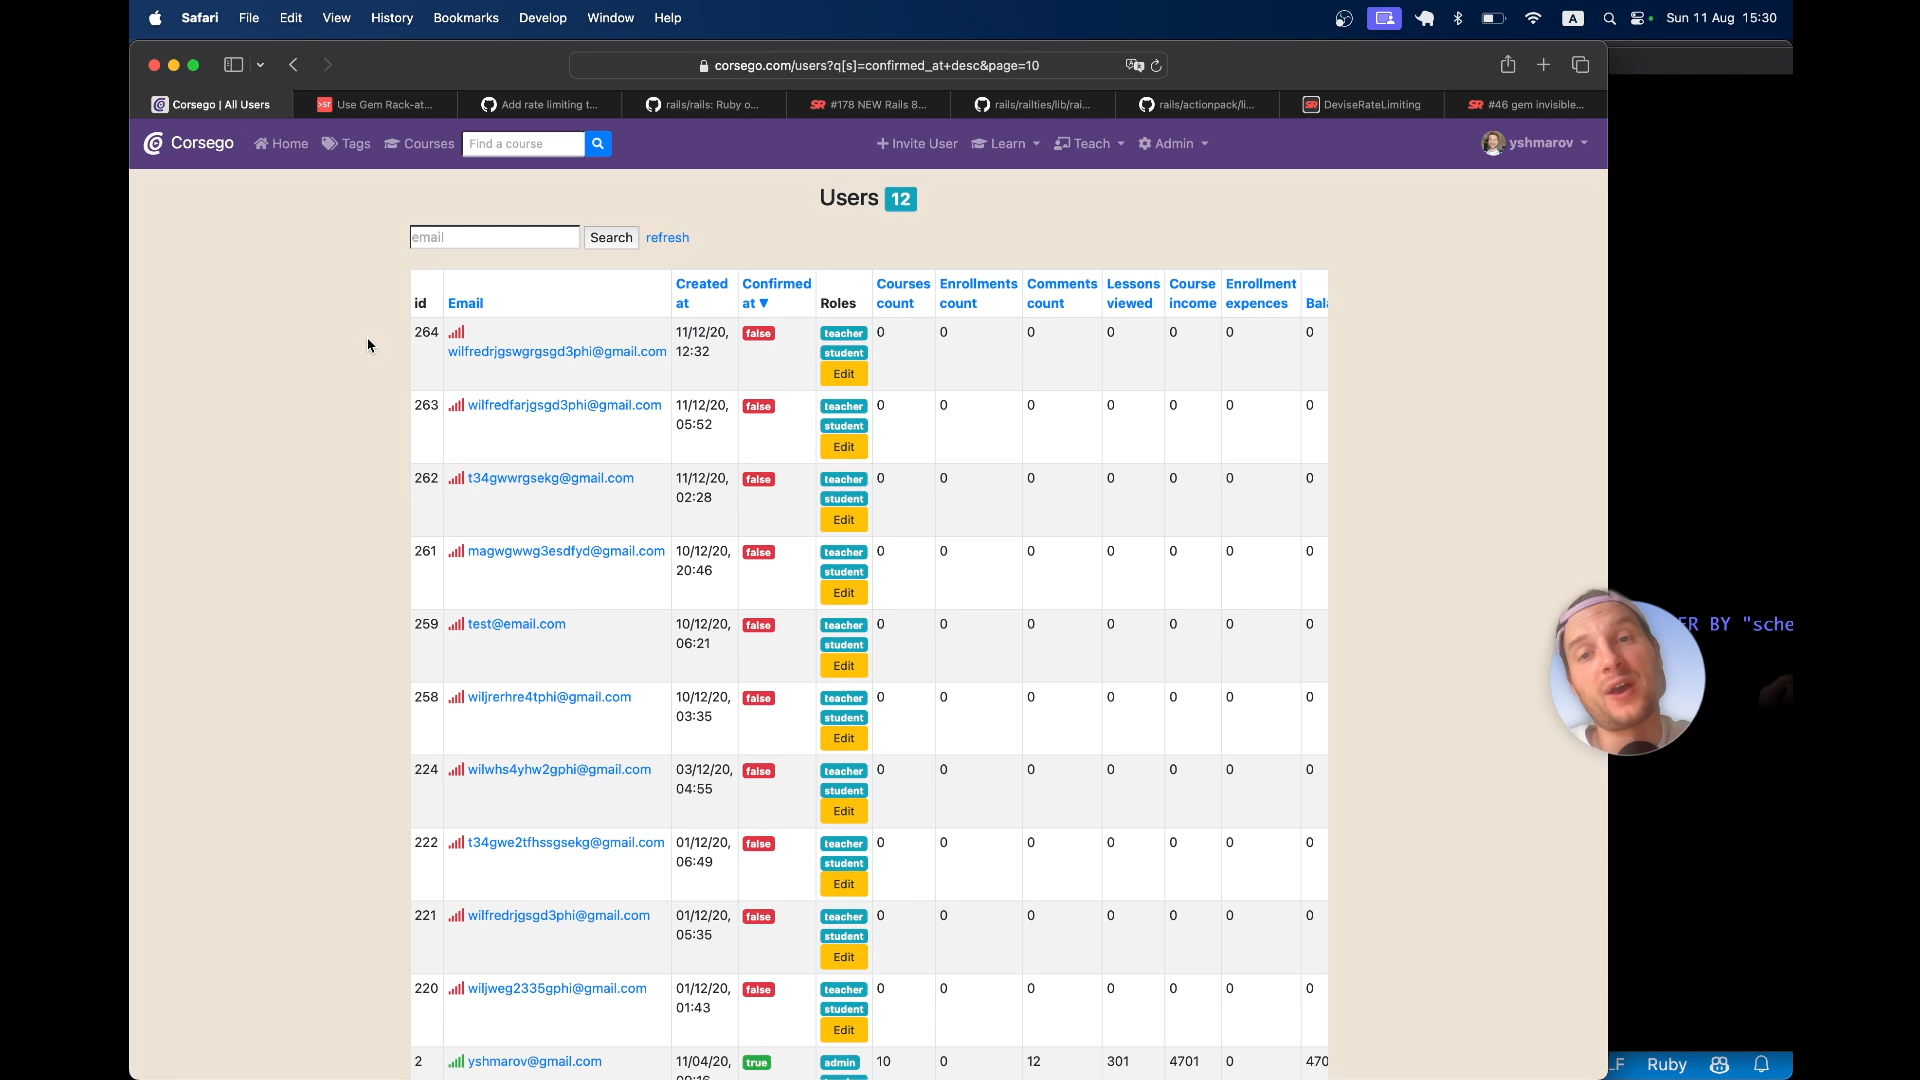 Safari File Edit View History Bookmarks Develop Window Help A Sun 11 Aug 15:30
corsego.com/users?q[s]=confirmed_at+desc&page=10
Corsego | All Users >sr Use Gem Rack-at... Add rate limiting t... rails/rails: Ruby o... SR #178 NEW Rails 8... rails/railties/lib/rai... rails/actionpack/li... SR DeviseRateLimiting SR #46 gem invisible...
Corsego Home Tags Courses Find a course + Invite User Learn Teach Admin yshmarov
Users 12
email Search refresh
id Email Created at Confirmed at ▼ Roles Courses count Enrollments count Comments count Lessons viewed Course income Enrollment expences Bala
264 wilfredrjgswgrgsgd3phi@gmail.com 11/12/20, 12:32 false teacher student Edit 0 0 0 0 0 0 0
263 wilfredfarjgsgd3phi@gmail.com 11/12/20, 05:52 false teacher student Edit 0 0 0 0 0 0 0
262 t34gwwrgsekg@gmail.com 11/12/20, 02:28 false teacher student Edit 0 0 0 0 0 0 0
261 magwgwwg3esdfyd@gmail.com 10/12/20, 20:46 false teacher student Edit 0 0 0 0 0 0 0
259 test@email.com 10/12/20, 06:21 false teacher student Edit 0 0 0 0 0 0 0
258 wiljrerhre4tphi@gmail.com 10/12/20, 03:35 false teacher student Edit 0 0 0 0 0 0 0
224 wilwhs4yhw2gphi@gmail.com 03/12/20, 04:55 false teacher student Edit 0 0 0 0 0 0 0
222 t34gwe2tfhssgsekg@gmail.com 01/12/20, 06:49 false teacher student Edit 0 0 0 0 0 0 0
221 wilfredrjgsgd3phi@gmail.com 01/12/20, 05:35 false teacher student Edit 0 0 0 0 0 0 0
220 wiljweg2335gphi@gmail.com 01/12/20, 01:43 false teacher student Edit 0 0 0 0 0 0 0
2 yshmarov@gmail.com 11/04/20, true admin 10 0 12 301 4701 0 470
ER BY "sche
LF Ruby